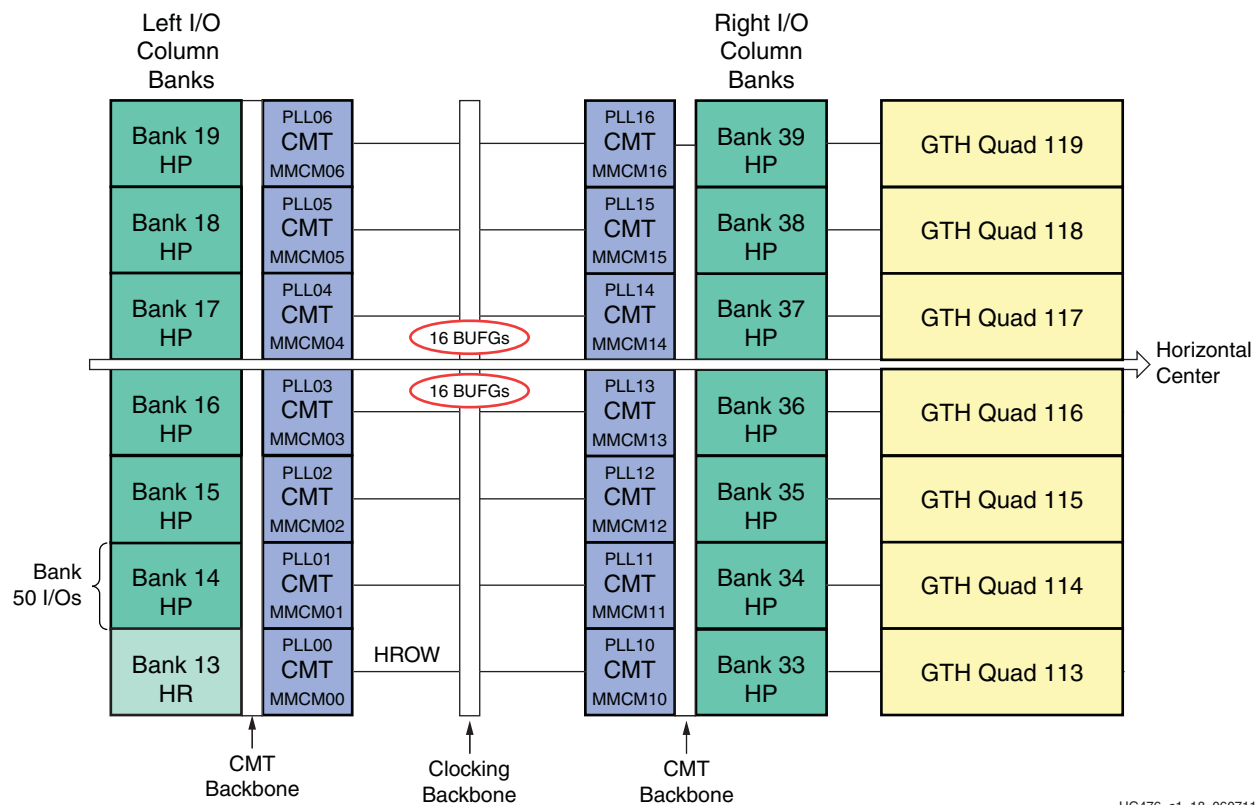 Left I/O
Column
Banks
Right I/O
Column
Banks
Bank 19
HP
PLL06
CMT
MMCM06
PLL16
CMT
MMCM16
Bank 39
HP
GTH Quad 119
Bank 18
HP
PLL05
CMT
MMCM05
PLL15
CMT
MMCM15
Bank 38
HP
GTH Quad 118
Bank 17
HP
PLL04
CMT
MMCM04
16 BUFGs
PLL14
CMT
MMCM14
Bank 37
HP
GTH Quad 117
Horizontal
Center
Bank 16
HP
PLL03
CMT
MMCM03
16 BUFGs
PLL13
CMT
MMCM13
Bank 36
HP
GTH Quad 116
Bank 15
HP
PLL02
CMT
MMCM02
PLL12
CMT
MMCM12
Bank 35
HP
GTH Quad 115
Bank
50 I/Os
Bank 14
HP
PLL01
CMT
MMCM01
PLL11
CMT
MMCM11
Bank 34
HP
GTH Quad 114
Bank 13
HR
PLL00
CMT
MMCM00
HROW
PLL10
CMT
MMCM10
Bank 33
HP
GTH Quad 113
CMT
Backbone
Clocking
Backbone
CMT
Backbone